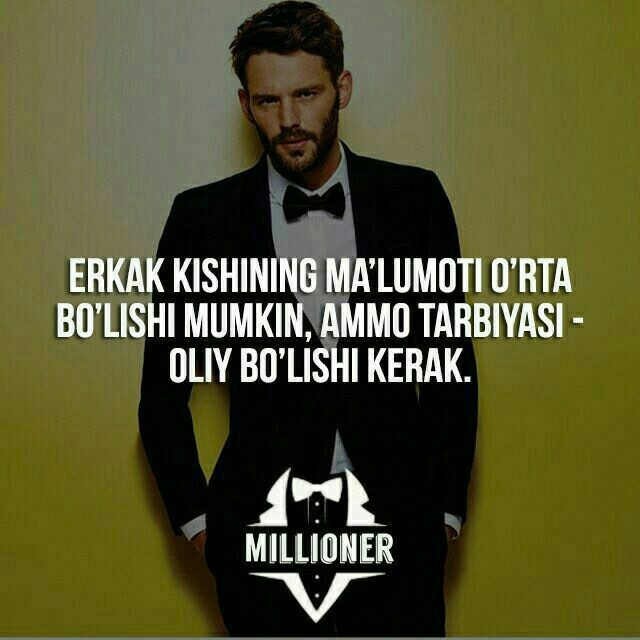 ERKAK KISHINING MA'LUMOTI O'RTA
BO'LISHI MUMKIN, AMMO TARBIYASI -
OLIY BO'LISHI KERAK.
MILLIONER